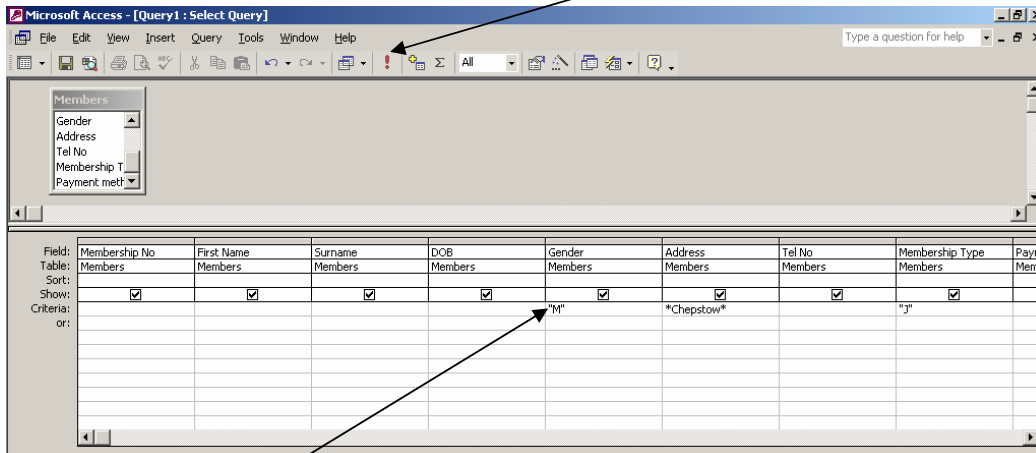 Microsoft Access - [Query1 : Select Query]
File Edit View Insert Query Tools Window Help
Type a question for help
All
Members
Gender
Address
Tel No
Membership T
Payment meth
Field: Membership No First Name Surname DOB Gender Address Tel No Membership Type Payr
Table: Members Members Members Members Members Members Members Members Mem
Sort:
Show:
Criteria: "M" *Chepstow* "J"
or: